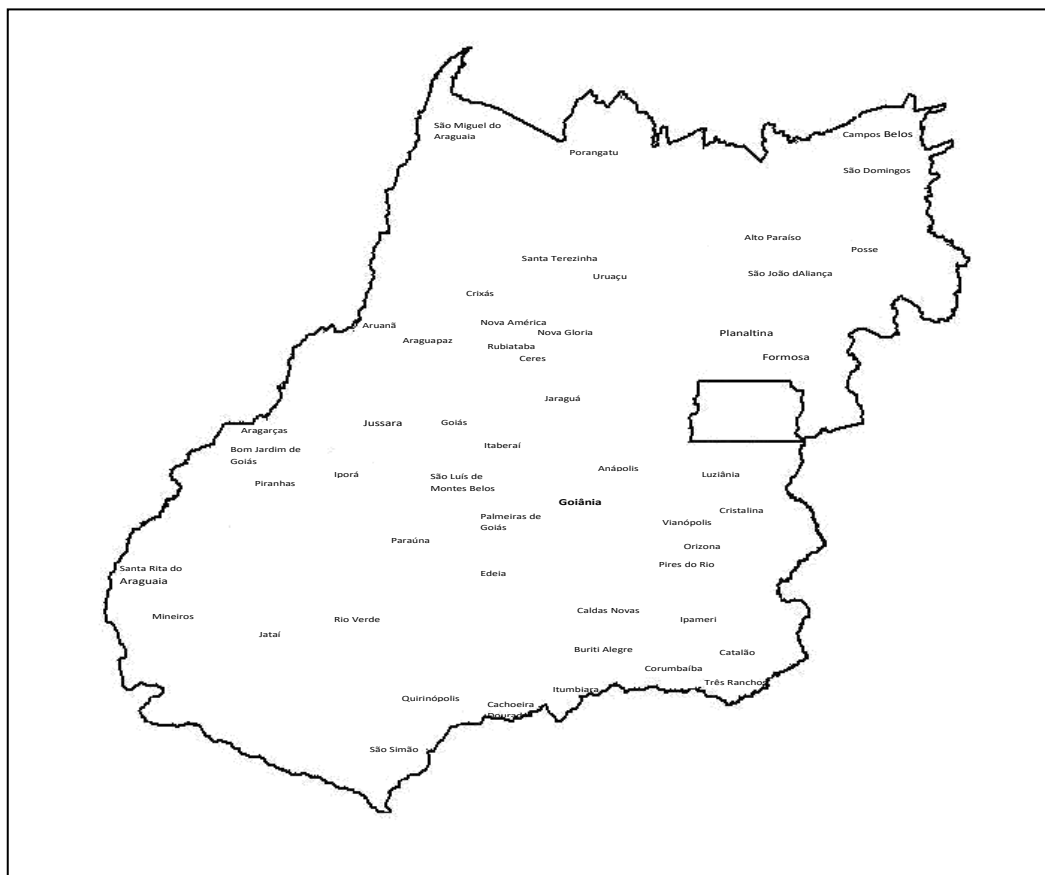 São Miguel do
Araguaia
Campos Belos
Porangatu
São Domingos
Alto Paraíso
Posse
Santa Terezinha
Uruaçu
São João dAliança
Crixás
Aruanã
Nova América
Nova Gloria
Planaltina
Araguapaz
Rubiataba
Ceres
Formosa
Jaraguá
Aragarças
Jussara
Goiás
Itaberaí
Bom Jardim de
Goiás
Piranhas
Iporá
São Luís de
Montes Belos
Anápolis
Luziânia
Goiânia
Cristalina
Palmeiras de
Goiás
Vianópolis
Paraúna
Orizona
Pires do Rio
Santa Rita do
Araguaia
Edeia
Mineiros
Rio Verde
Caldas Novas
Ipameri
Jataí
Buriti Alegre
Catalão
Corumbaíba
Três Ranchos
Itumbiara
Quirinópolis
Cachoeira
Dourada
São Simão